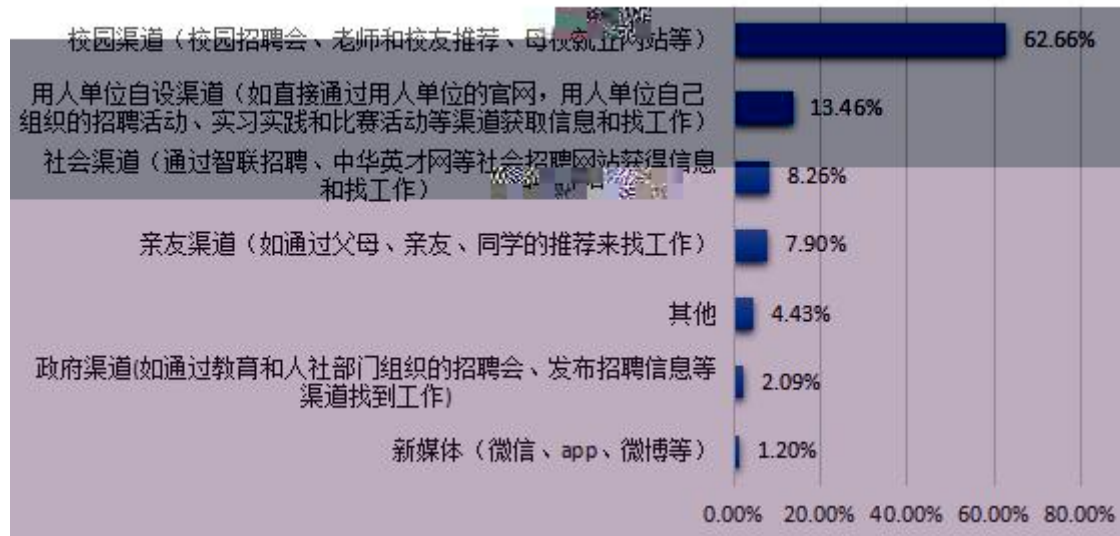 校园渠道（校园招聘会、老师和校友推荐、母校就业网站等）
62.66%
用人单位自设渠道（如直接通过用人单位的官网，用人单位自己
组织的招聘活动、实习实践和比赛活动等渠道获取信息和找工作）
13.46%
社会渠道（通过智联招聘、中华英才网等社会招聘网站获得信息
和找工作）
8.26%
亲友渠道（如通过父母、亲友、同学的推荐来找工作）
7.90%
其他
4.43%
政府渠道(如通过教育和人社部门组织的招聘会、发布招聘信息等
渠道找到工作)
2.09%
新媒体（微信、app、微博等）
1.20%
0.00% 20.00% 40.00% 60.00% 80.00%